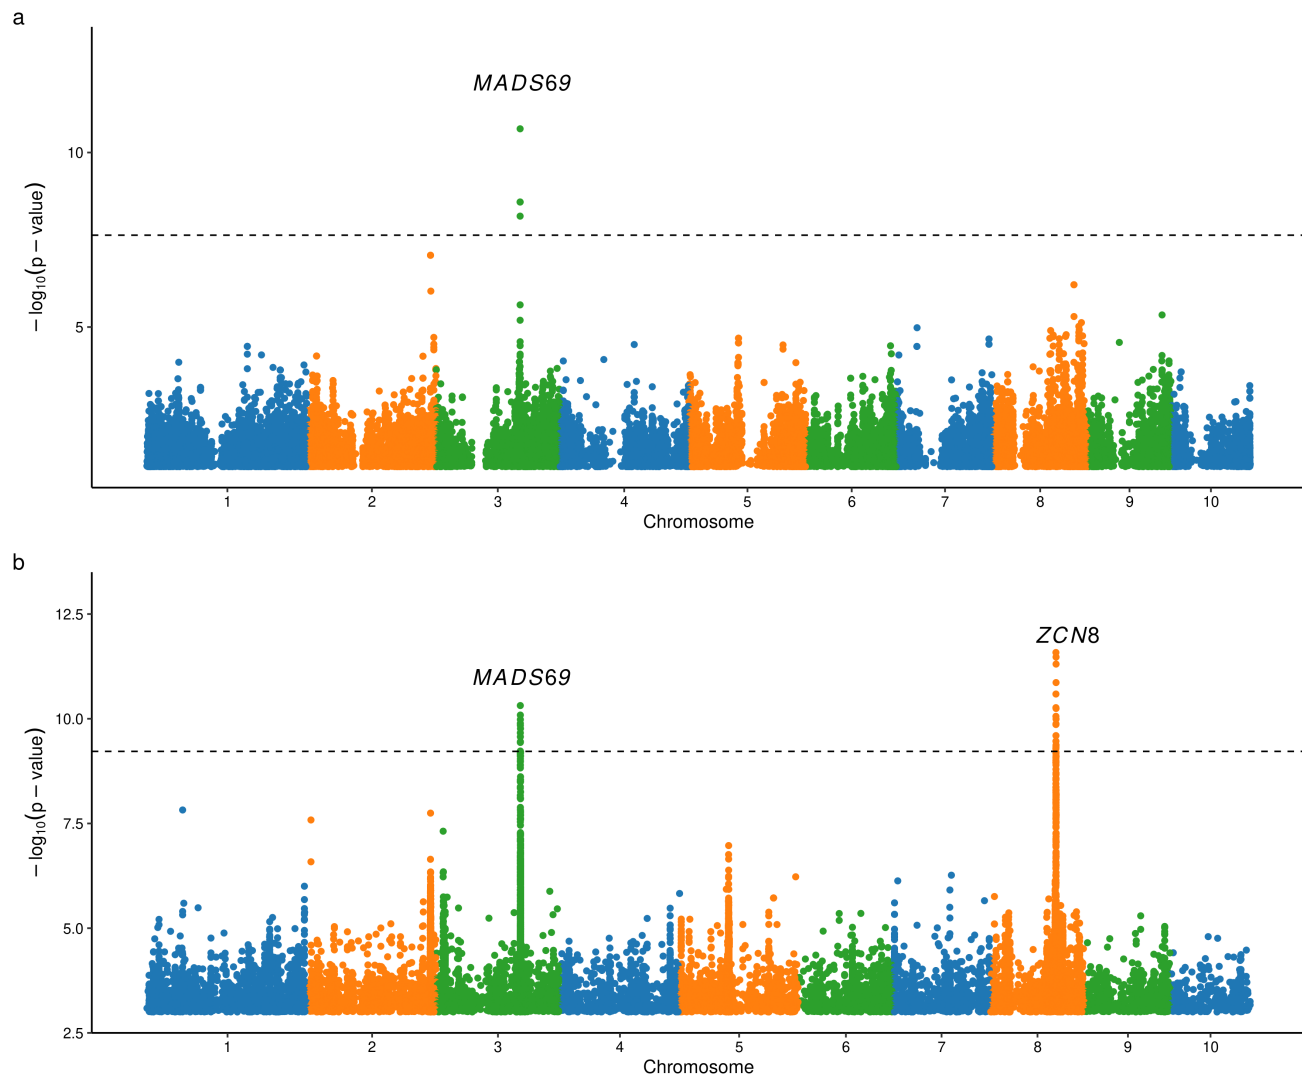 a
MADS69
10
5
− log₁₀(p − value)
1 2 3 4 5 6 7 8 9 10
Chromosome
b
12.5
ZCN8
MADS69
10.0
7.5
5.0
2.5
− log₁₀(p − value)
1 2 3 4 5 6 7 8 9 10
Chromosome